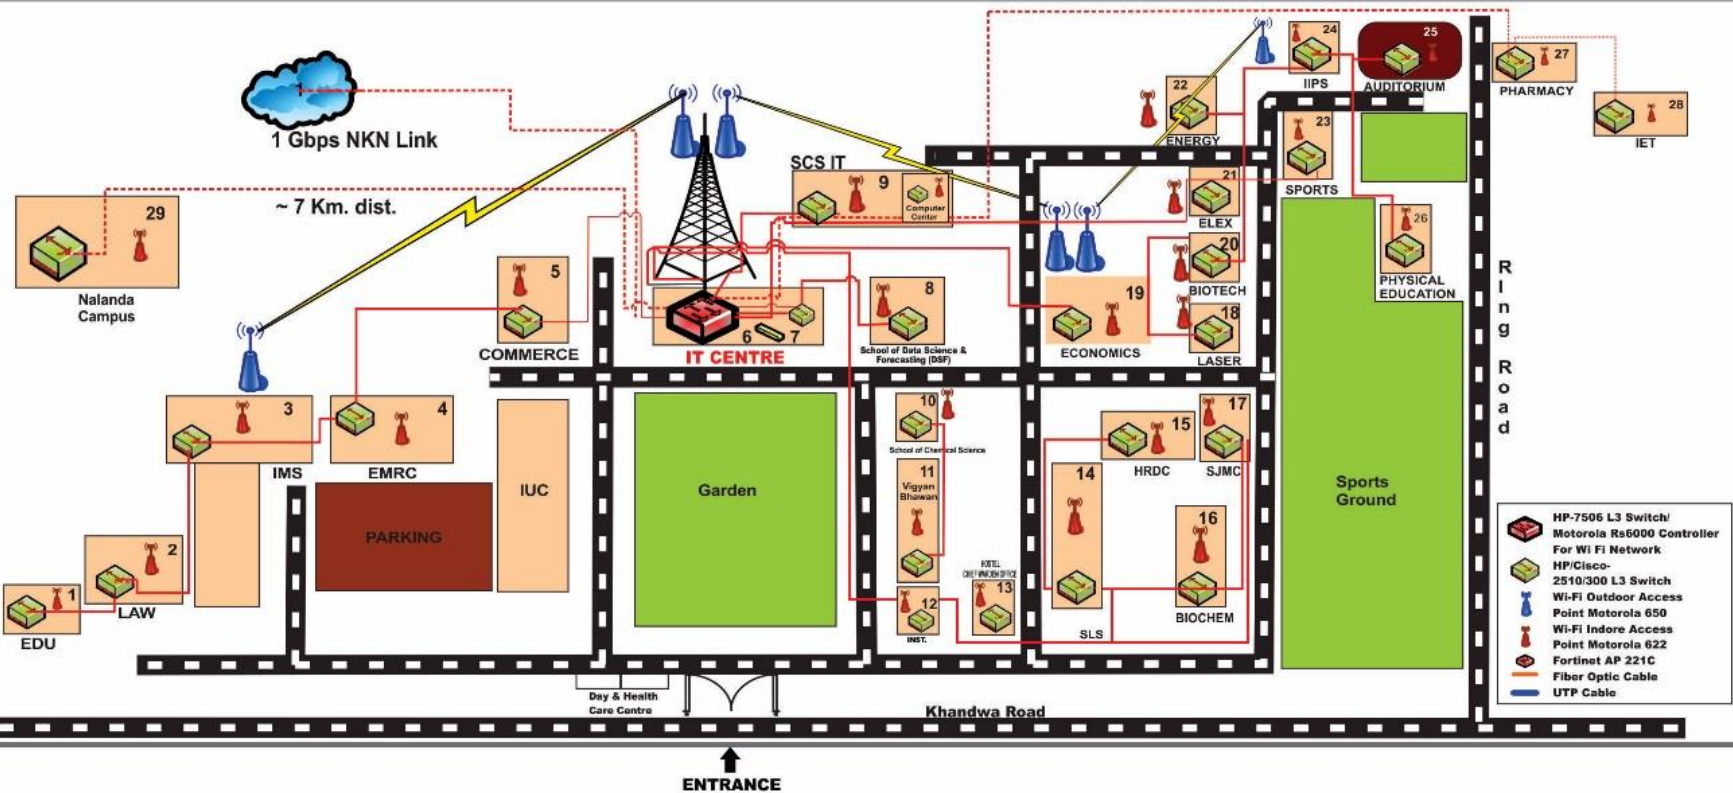 24
25
IIPS
AUDITORIUM
27
PHARMACY
28
IET
22
ENERGY
23
SPORTS
1 Gbps NKN Link
SCS IT
9
Computer
Center
21
ELEX
29
~ 7 Km. dist.
Nalanda
Campus
26
PHYSICAL
EDUCATION
20
BIOTECH
5
COMMERCE
6
7
IT CENTRE
8
School of Data Science &
Forecasting (DSF)
19
ECONOMICS
18
LASER
RIng Road
3
IMS
4
EMRC
IUC
PARKING
Garden
10
School of Chemical Science
11
Vigyan
Bhawan
12
INST.
HOSTEL
CHIEF WARDEN OFFICE
13
15
HRDC
17
SJMC
14
SLS
16
BIOCHEM
Sports
Ground
2
LAW
1
EDU
HP-7506 L3 Switch/
Motorola Rs6000 Controller
For Wi Fi Network
HP/Cisco-
2510/300 L3 Switch
Wi-Fi Outdoor Access
Point Motorola 650
Wi-Fi Indore Access
Point Motorola 622
Fortinet AP 221C
Fiber Optic Cable
UTP Cable
Day & Health
Care Centre
Khandwa Road
ENTRANCE